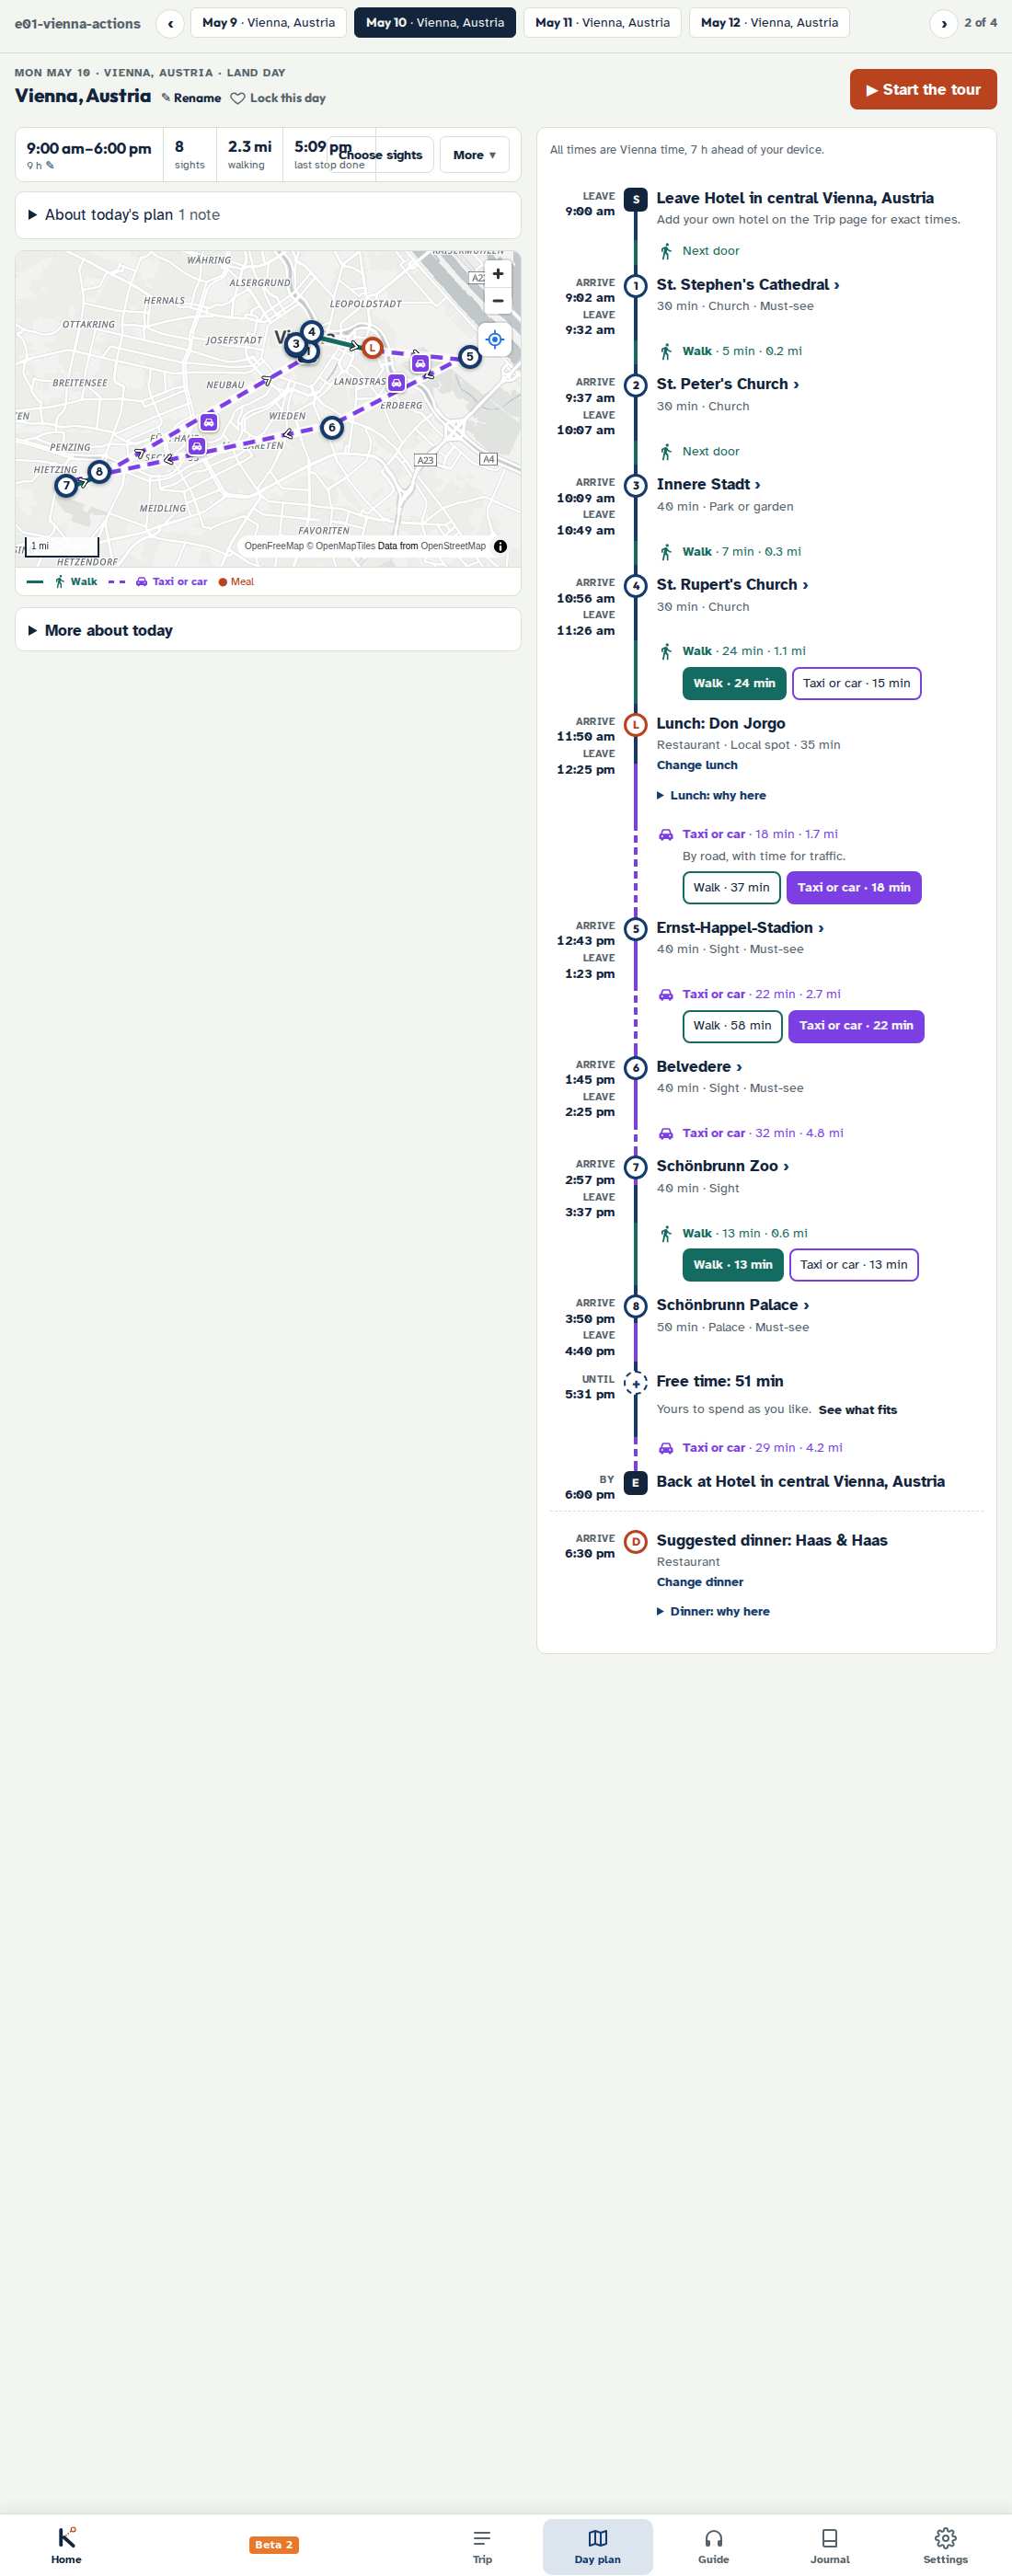 e01-vienna-actions
‹
May 9 · Vienna, Austria
May 10 · Vienna, Austria
May 11 · Vienna, Austria
May 12 · Vienna, Austria
›
2 of 4
MON MAY 10 · VIENNA, AUSTRIA · LAND DAY
Vienna, Austria ✎ Rename Lock this day
▶ Start the tour
9:00 am–6:00 pm
9 h ✎
8
sights
2.3 mi
walking
5:09 pm
last stop done
Choose sights
More ▾
▶ About today's plan 1 note
WÄHRING
ALSERGRUND
HERNALS
LEOPOLDSTADT
OTTAKRING
JOSEFSTADT
BREITENSEE
NEUBAU
WIEDEN
ERDBERG
PENZING
HIETZING
MEIDLING
FAVORITEN
HETZENDORF
A23
A4
4
3
L
5
6
8
7
+
−
1 mi
OpenFreeMap © OpenMapTiles Data from OpenStreetMap
Walk Taxi or car Meal
▶ More about today
All times are Vienna time, 7 h ahead of your device.
LEAVE
9:00 am
S
Leave Hotel in central Vienna, Austria
Add your own hotel on the Trip page for exact times.
Next door
ARRIVE
9:02 am
LEAVE
9:32 am
1
St. Stephen's Cathedral ›
30 min · Church · Must-see
Walk · 5 min · 0.2 mi
ARRIVE
9:37 am
LEAVE
10:07 am
2
St. Peter's Church ›
30 min · Church
Next door
ARRIVE
10:09 am
LEAVE
10:49 am
3
Innere Stadt ›
40 min · Park or garden
Walk · 7 min · 0.3 mi
ARRIVE
10:56 am
LEAVE
11:26 am
4
St. Rupert's Church ›
30 min · Church
Walk · 24 min · 1.1 mi
Walk · 24 min
Taxi or car · 15 min
ARRIVE
11:50 am
LEAVE
12:25 pm
L
Lunch: Don Jorgo
Restaurant · Local spot · 35 min
Change lunch
▶ Lunch: why here
Taxi or car · 18 min · 1.7 mi
By road, with time for traffic.
Walk · 37 min
Taxi or car · 18 min
ARRIVE
12:43 pm
LEAVE
1:23 pm
5
Ernst-Happel-Stadion ›
40 min · Sight · Must-see
Taxi or car · 22 min · 2.7 mi
Walk · 58 min
Taxi or car · 22 min
ARRIVE
1:45 pm
LEAVE
2:25 pm
6
Belvedere ›
40 min · Sight · Must-see
Taxi or car · 32 min · 4.8 mi
ARRIVE
2:57 pm
LEAVE
3:37 pm
7
Schönbrunn Zoo ›
40 min · Sight
Walk · 13 min · 0.6 mi
Walk · 13 min
Taxi or car · 13 min
ARRIVE
3:50 pm
LEAVE
4:40 pm
8
Schönbrunn Palace ›
50 min · Palace · Must-see
UNTIL
5:31 pm
+
Free time: 51 min
Yours to spend as you like. See what fits
Taxi or car · 29 min · 4.2 mi
BY
6:00 pm
E
Back at Hotel in central Vienna, Austria
ARRIVE
6:30 pm
D
Suggested dinner: Haas & Haas
Restaurant
Change dinner
▶ Dinner: why here
Home
Beta 2
Trip
Day plan
Guide
Journal
Settings